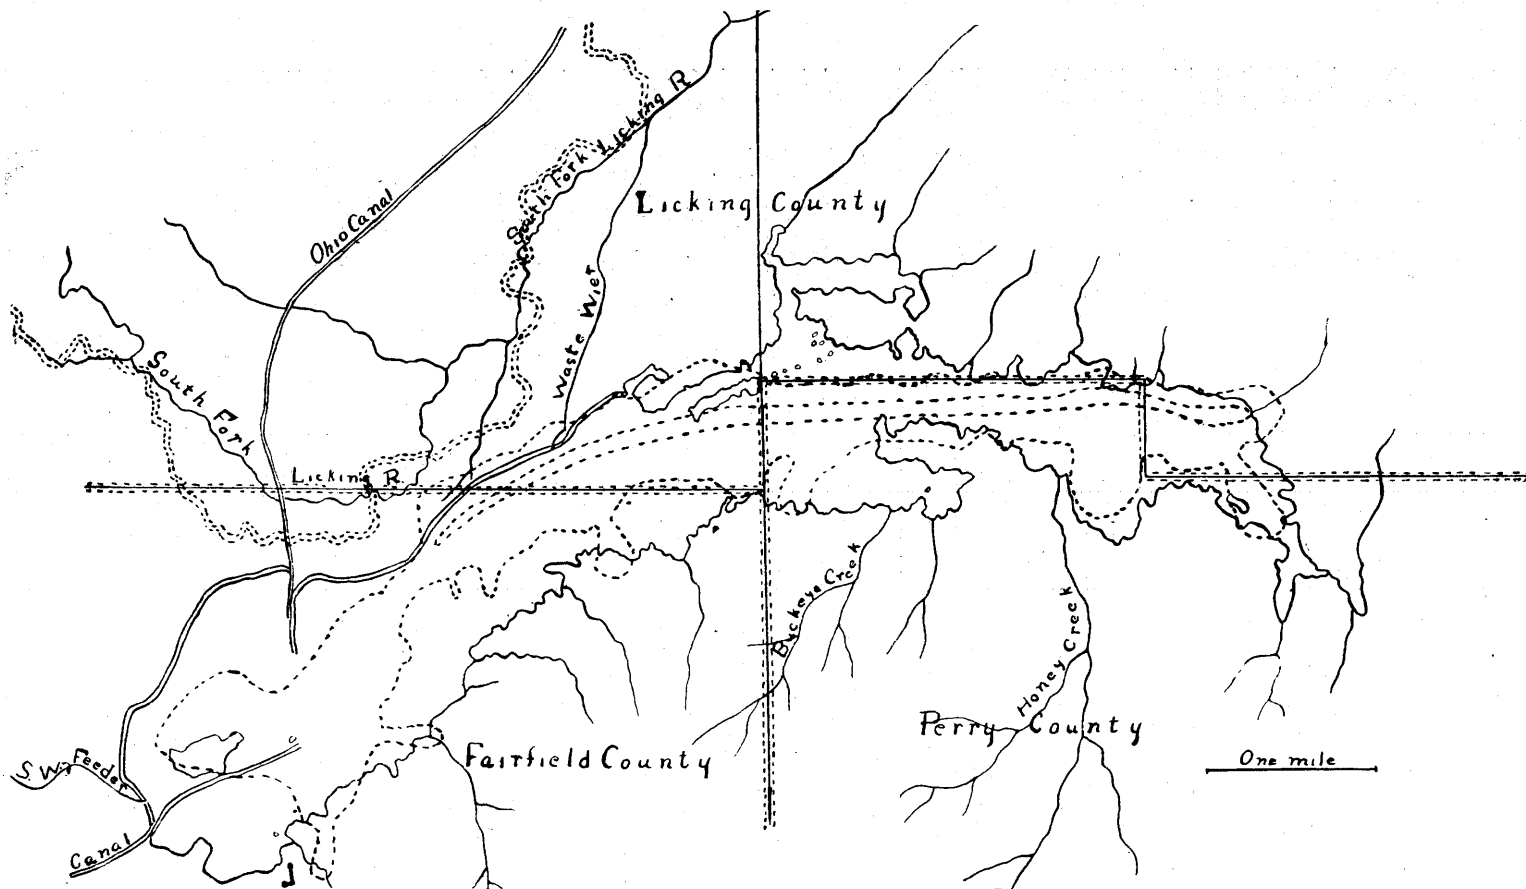 South Fork Licking R
Ohio Canal
Licking County
Waste Wier
South Fork
Licking R.
Buckeye Creek
Honey Creek
Perry County
Fairfield County
One mile
S. W. Feeder
Canal